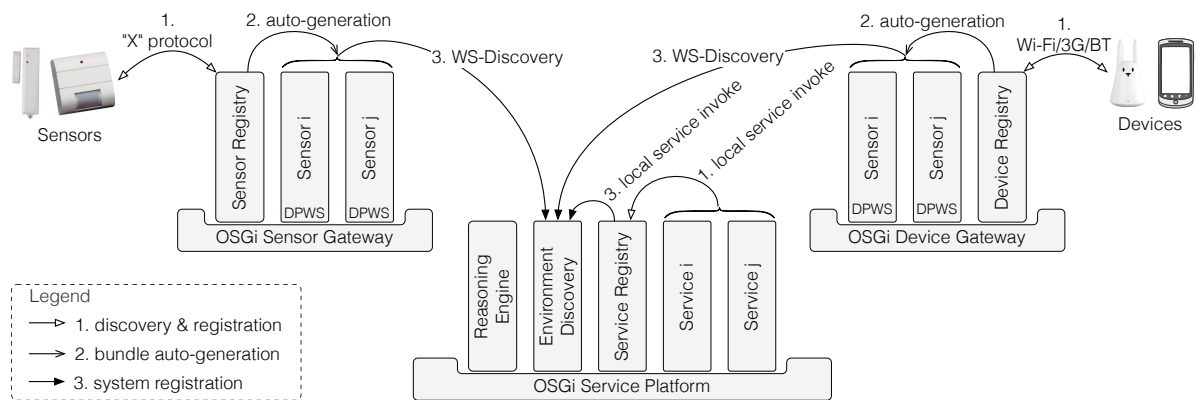 1.
"X" protocol
2. auto-generation
3. WS-Discovery
Sensors
Sensor Registry
Sensor i
Sensor j
DPWS
DPWS
OSGi Sensor Gateway
3. WS-Discovery
2. auto-generation
1.
Wi-Fi/3G/BT
Devices
Sensor i
Sensor j
DPWS
DPWS
Device Registry
OSGi Device Gateway
3. local service invoke
1. local service invoke
Reasoning
Engine
Environment
Discovery
Service Registry
Service i
Service j
OSGi Service Platform
Legend
1. discovery & registration
2. bundle auto-generation
3. system registration